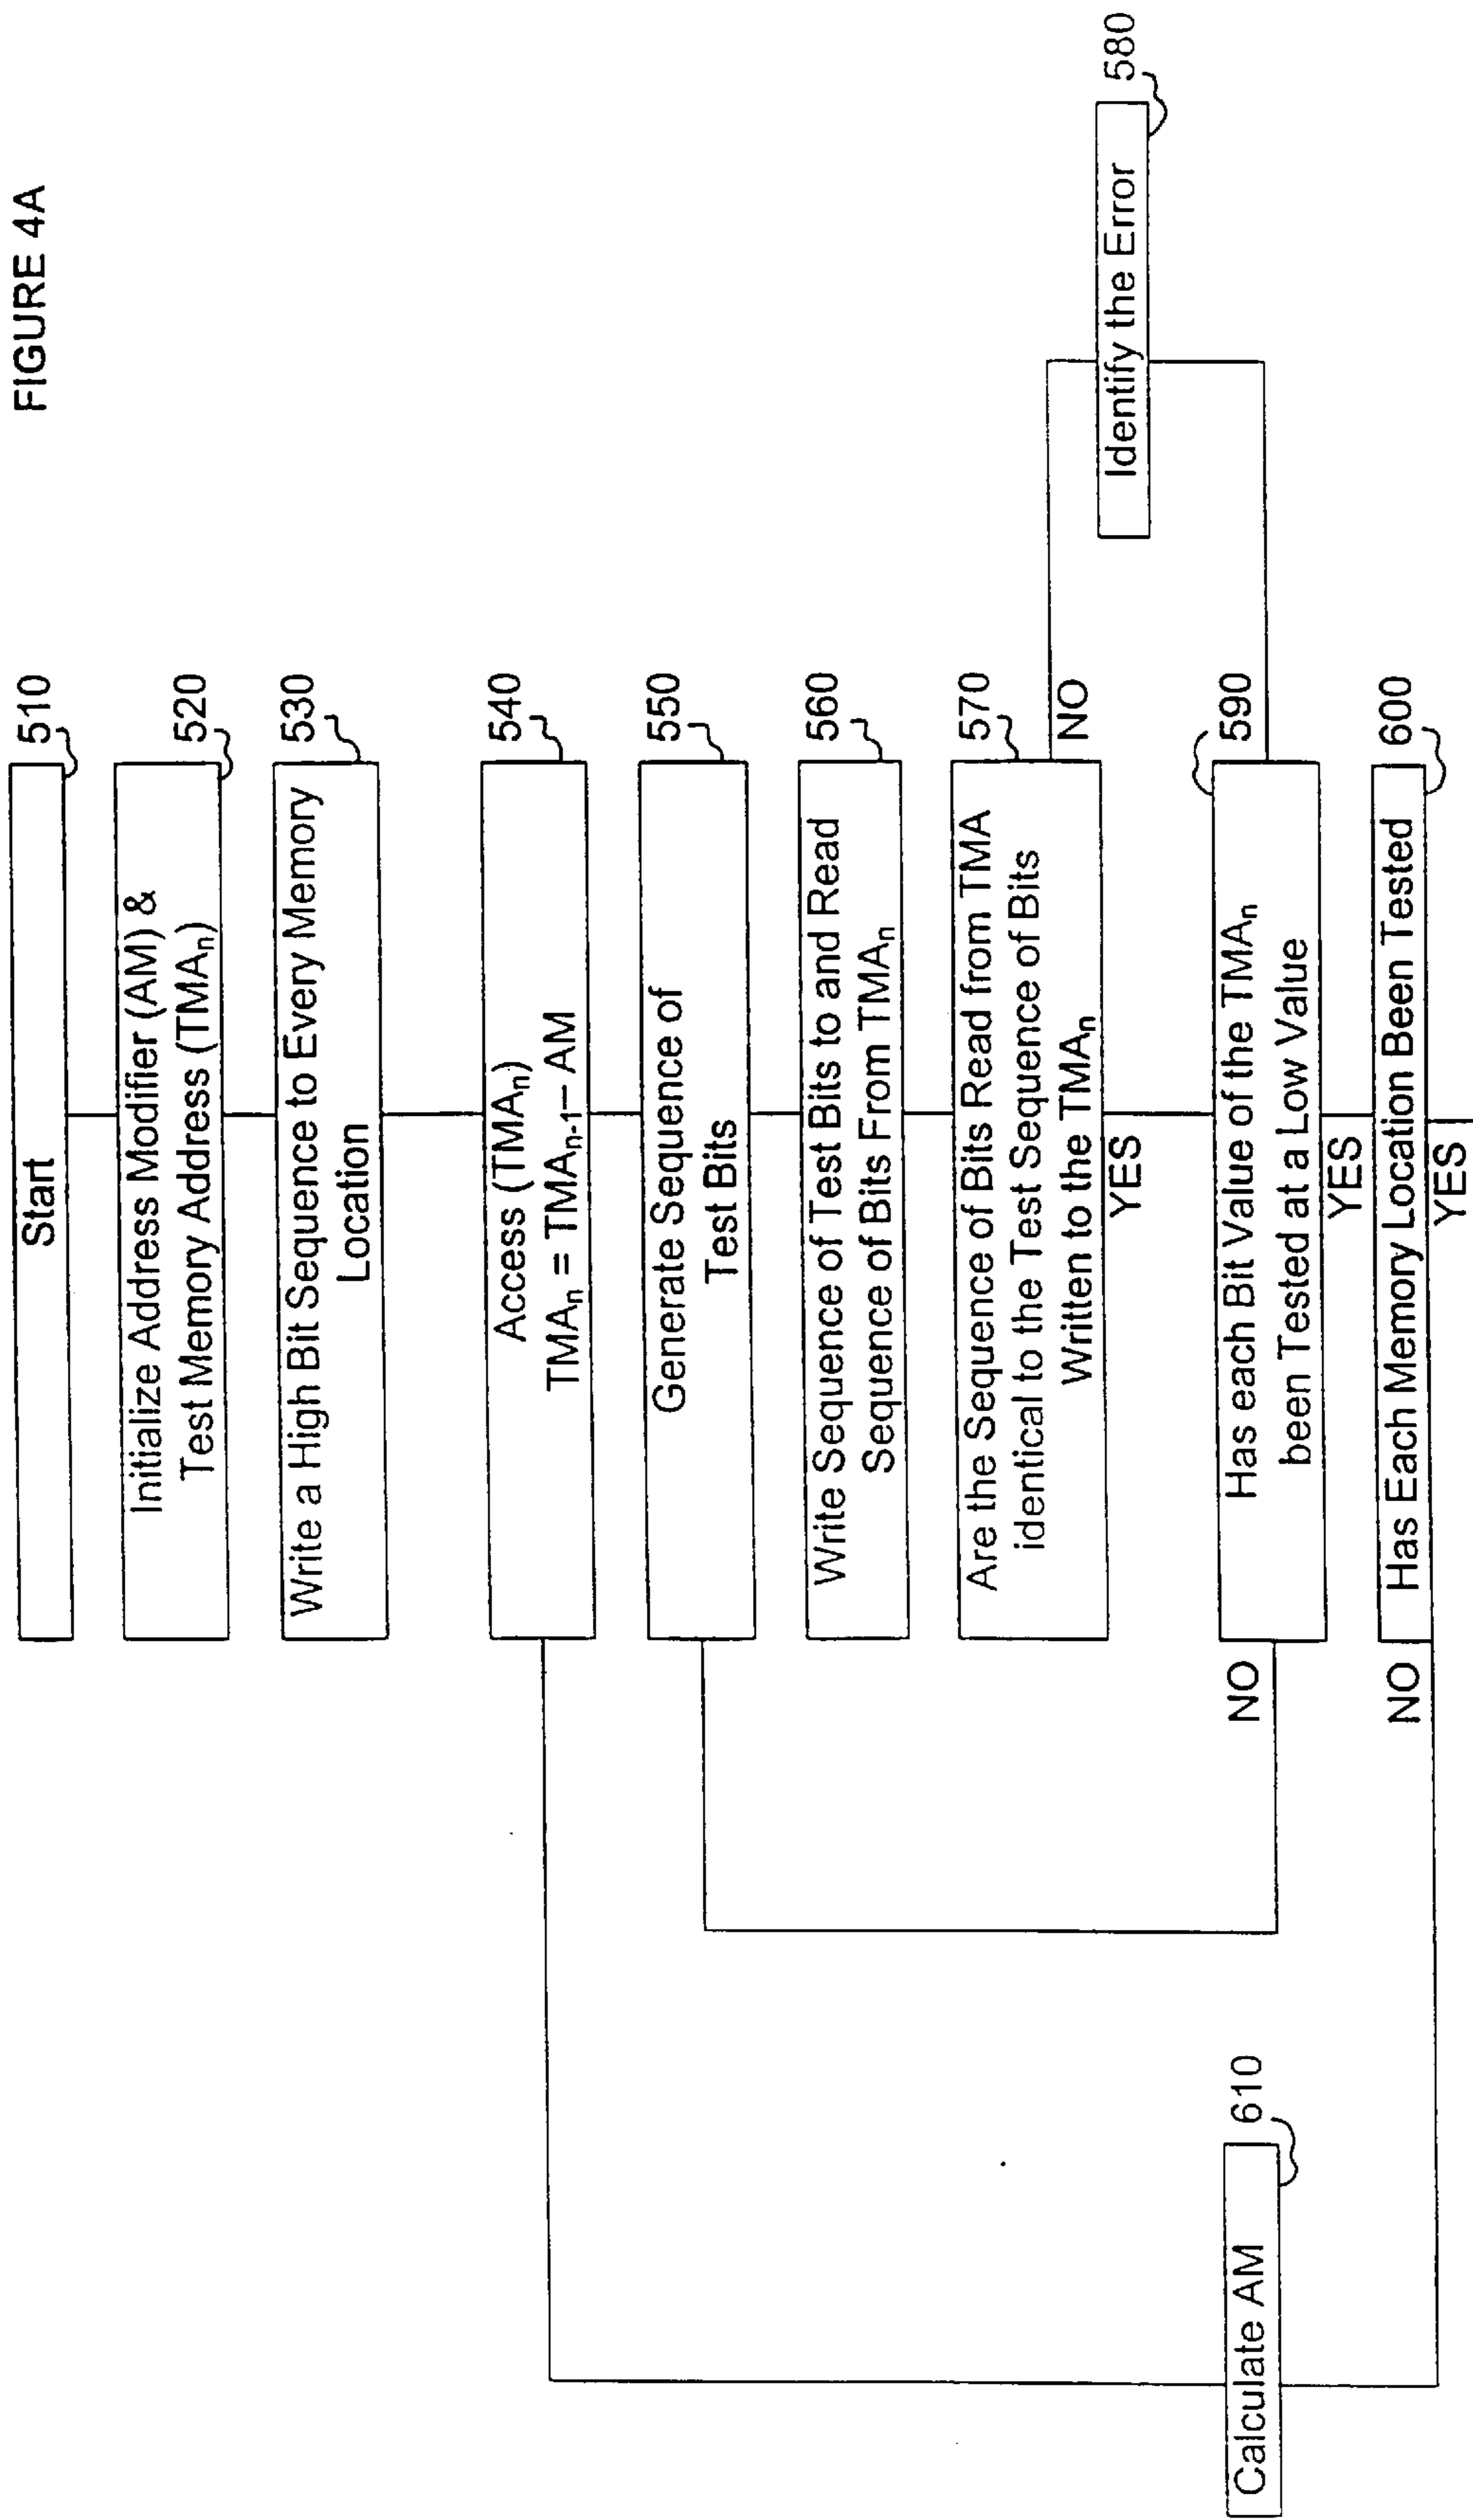 FIGURE 4A
Start
510
Initialize Address Modifier (AM) &
Test Memory Address (TMAn)
520
Write a High Bit Sequence to Every Memory
Location
530
Access (TMAn)
TMAn = TMAn-1— AM
540
Generate Sequence of
Test Bits
550
Write Sequence of Test Bits to and Read
Sequence of Bits From TMAn
560
Are the Sequence of Bits Read from TMA
identical to the Test Sequence of Bits
Written to the TMAn
570
NO
YES
Identify the Error
580
Has each Bit Value of the TMAn
been Tested at a Low Value
590
NO
YES
Has Each Memory Location Been Tested
600
NO
YES
Calculate AM
610